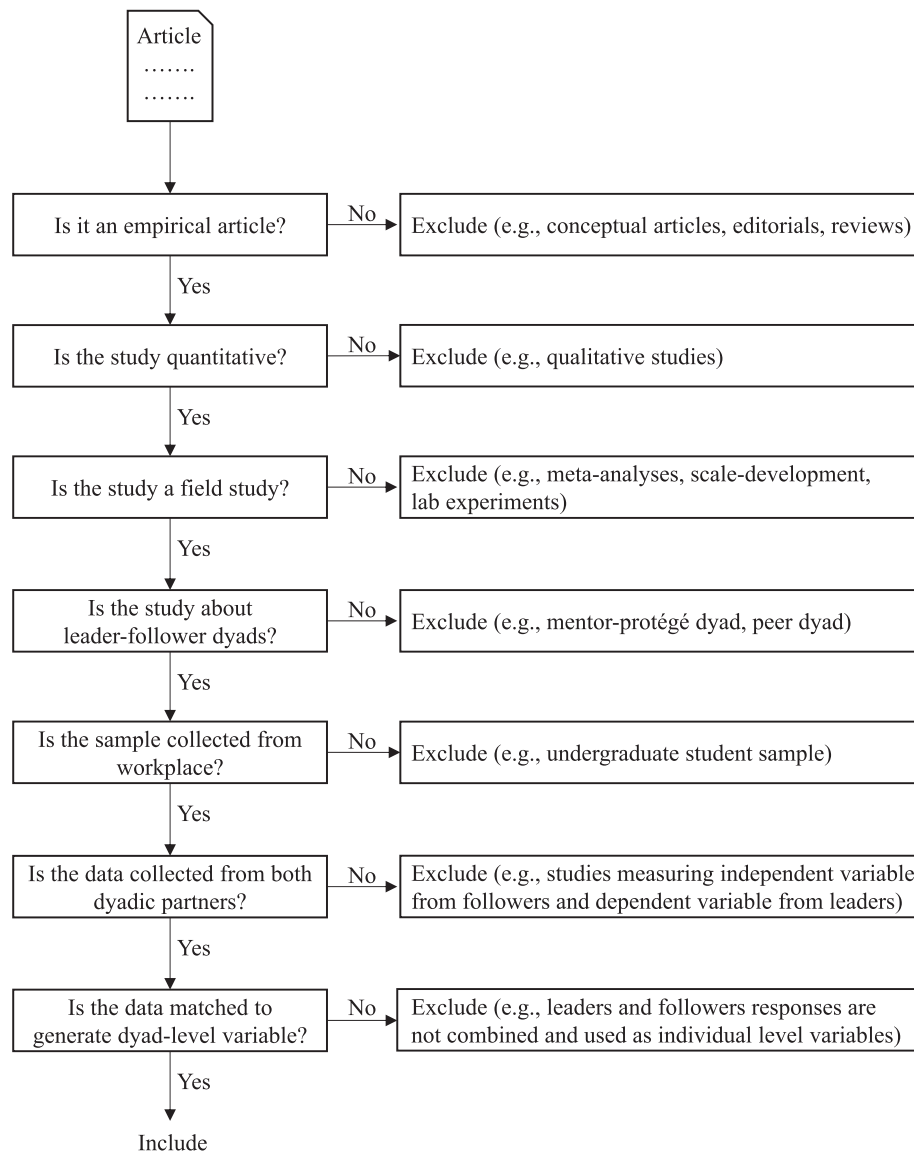 Article
.......
.......
Is it an empirical article?
No
Exclude (e.g., conceptual articles, editorials, reviews)
Yes
Is the study quantitative?
No
Exclude (e.g., qualitative studies)
Yes
Is the study a field study?
No
Exclude (e.g., meta-analyses, scale-development,
lab experiments)
Yes
Is the study about
leader-follower dyads?
No
Exclude (e.g., mentor-protégé dyad, peer dyad)
Yes
Is the sample collected from
workplace?
No
Exclude (e.g., undergraduate student sample)
Yes
Is the data collected from both
dyadic partners?
No
Exclude (e.g., studies measuring independent variable
from followers and dependent variable from leaders)
Yes
Is the data matched to
generate dyad-level variable?
No
Exclude (e.g., leaders and followers responses are
not combined and used as individual level variables)
Yes
Include